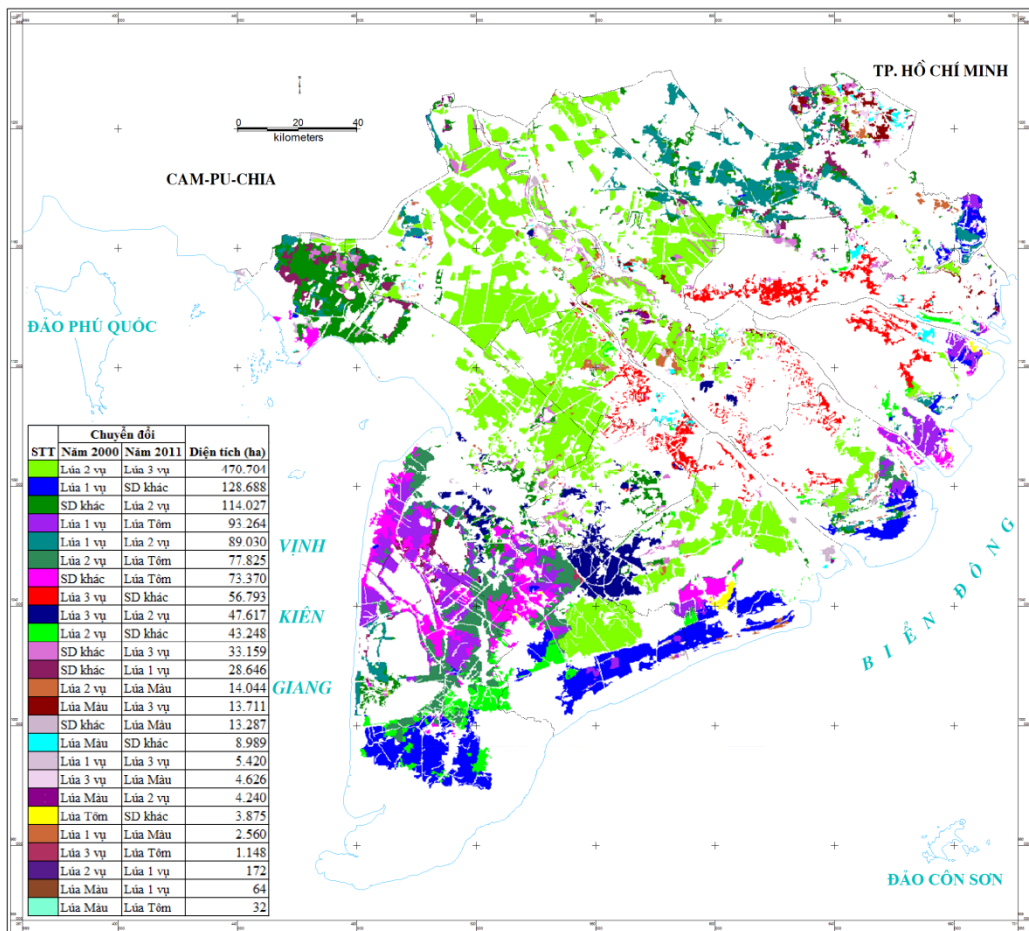 TP. HỒ CHÍ MINH
0 20 40
kilometers
CAM-PU-CHIA
ĐẢO PHÚ QUỐC
Chuyển đổi
STT Năm 2000 Năm 2011 Diện tích (ha)
Lúa 2 vụ Lúa 3 vụ 470.704
Lúa 1 vụ SD khác 128.688
SD khác Lúa 2 vụ 114.027
Lúa 1 vụ Lúa Tôm 93.264
Lúa 1 vụ Lúa 2 vụ 89.030
Lúa 2 vụ Lúa Tôm 77.825
SD khác Lúa Tôm 73.370
Lúa 3 vụ SD khác 56.793
Lúa 3 vụ Lúa 2 vụ 47.617
Lúa 2 vụ SD khác 43.248
SD khác Lúa 3 vụ 33.159
SD khác Lúa 1 vụ 28.646
Lúa 2 vụ Lúa Màu 14.044
Lúa Màu Lúa 3 vụ 13.711
SD khác Lúa Màu 13.287
Lúa Màu SD khác 8.989
Lúa 1 vụ Lúa 3 vụ 5.420
Lúa 3 vụ Lúa Màu 4.626
Lúa Màu Lúa 2 vụ 4.240
Lúa Tôm SD khác 3.875
Lúa 1 vụ Lúa Màu 2.560
Lúa 3 vụ Lúa Tôm 1.148
Lúa 2 vụ Lúa 1 vụ 172
Lúa Màu Lúa 1 vụ 64
Lúa Màu Lúa Tôm 32
VỊNH
KIÊN
GIANG
BIỂN ĐÔNG
ĐẢO CÔN SƠN